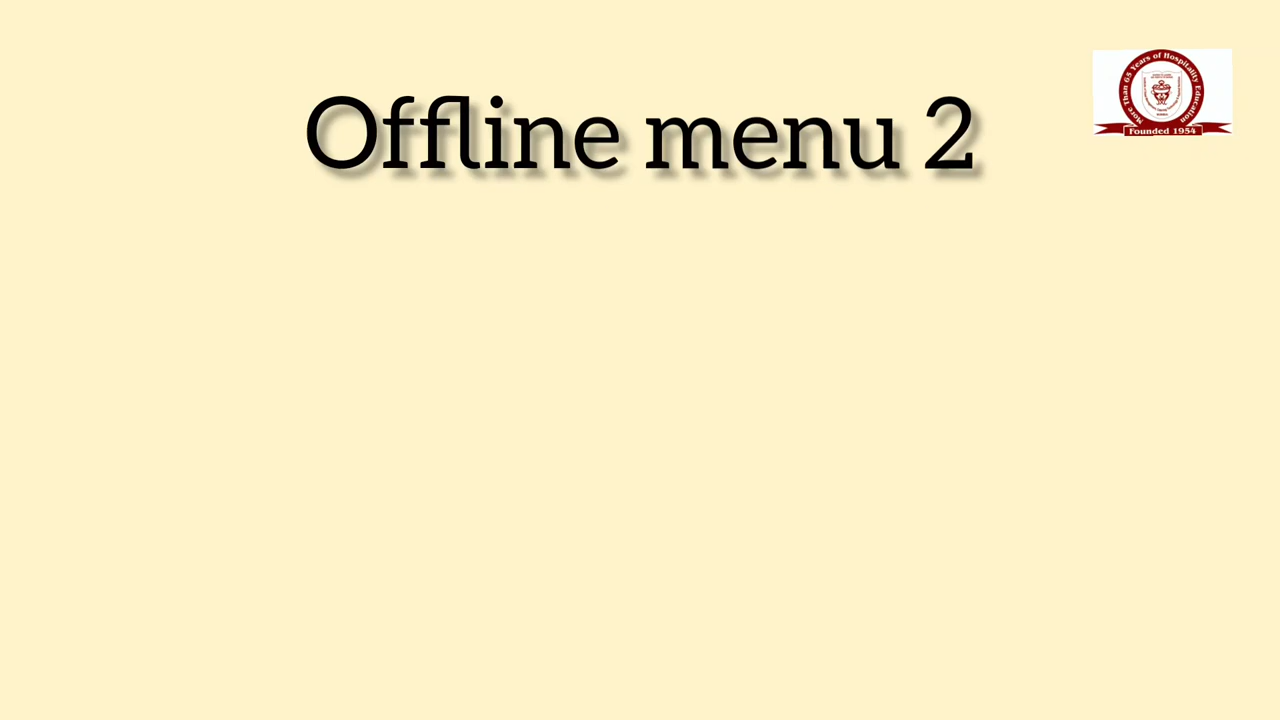 Offline menu 2
More Than 65 Years of Hospitality Education
Founded 1954